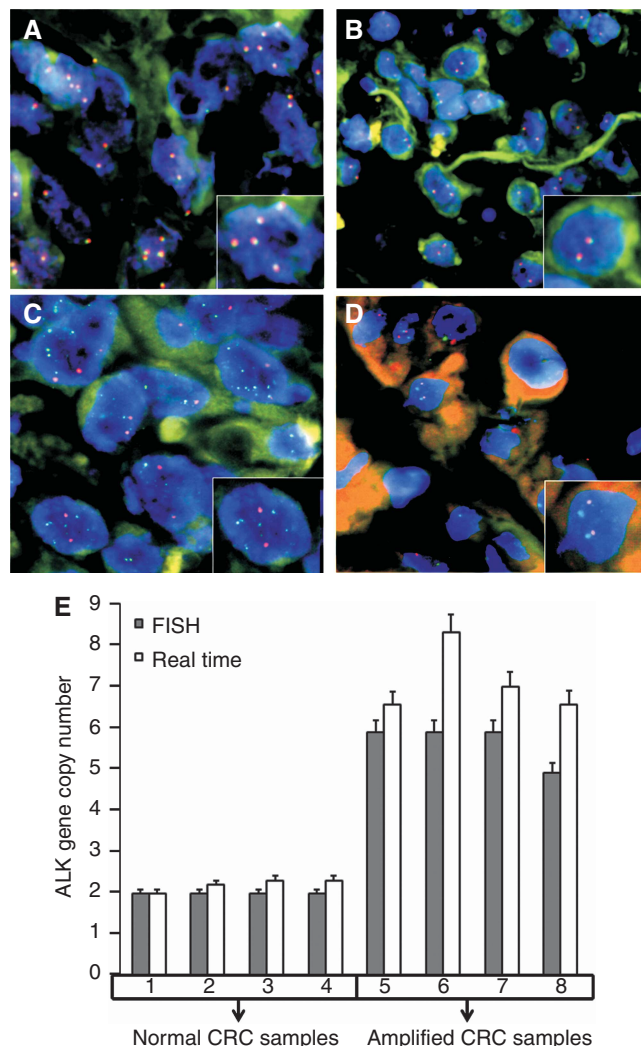 A
B
C
D
E
FISH
Real time
ALK gene copy number
9
8
7
6
5
4
3
2
1
0
1 2 3 4 5 6 7 8
Normal CRC samples Amplified CRC samples